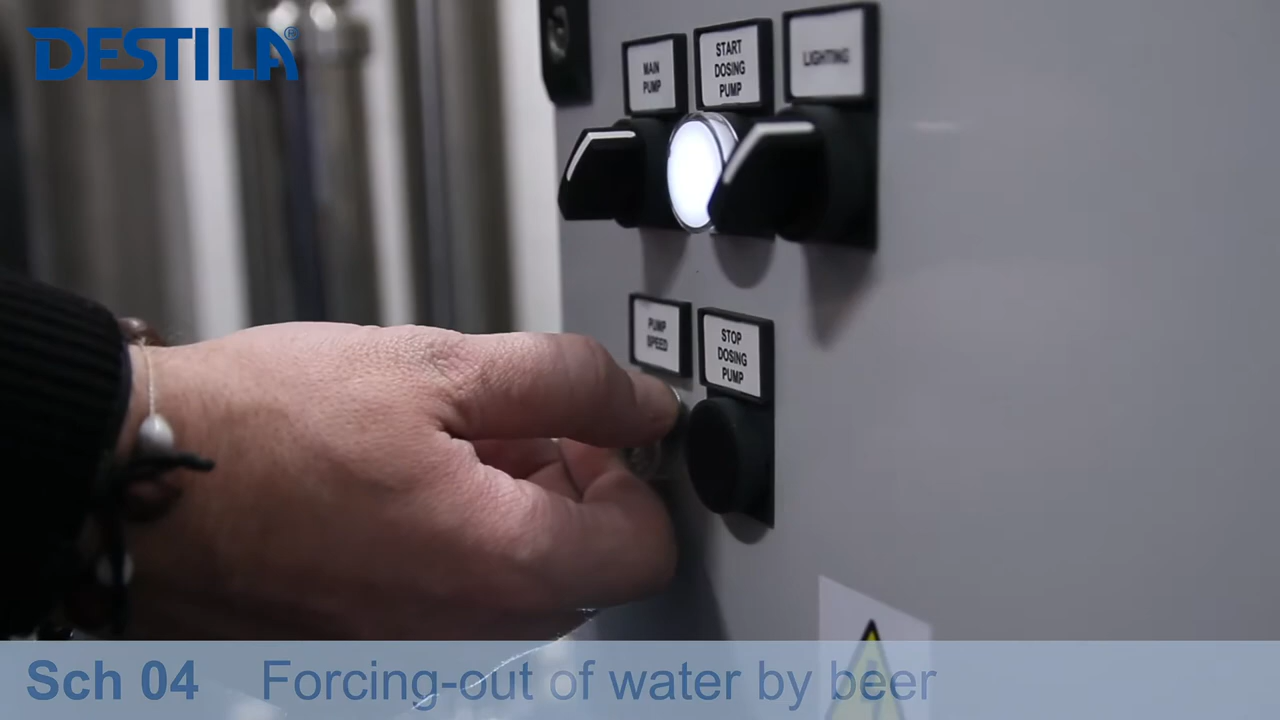 DESTILA®
MAIN
PUMP
START
DOSING
PUMP
LIGHTING
PUMP
SPEED
STOP
DOSING
PUMP
Sch 04 Forcing-out of water by beer